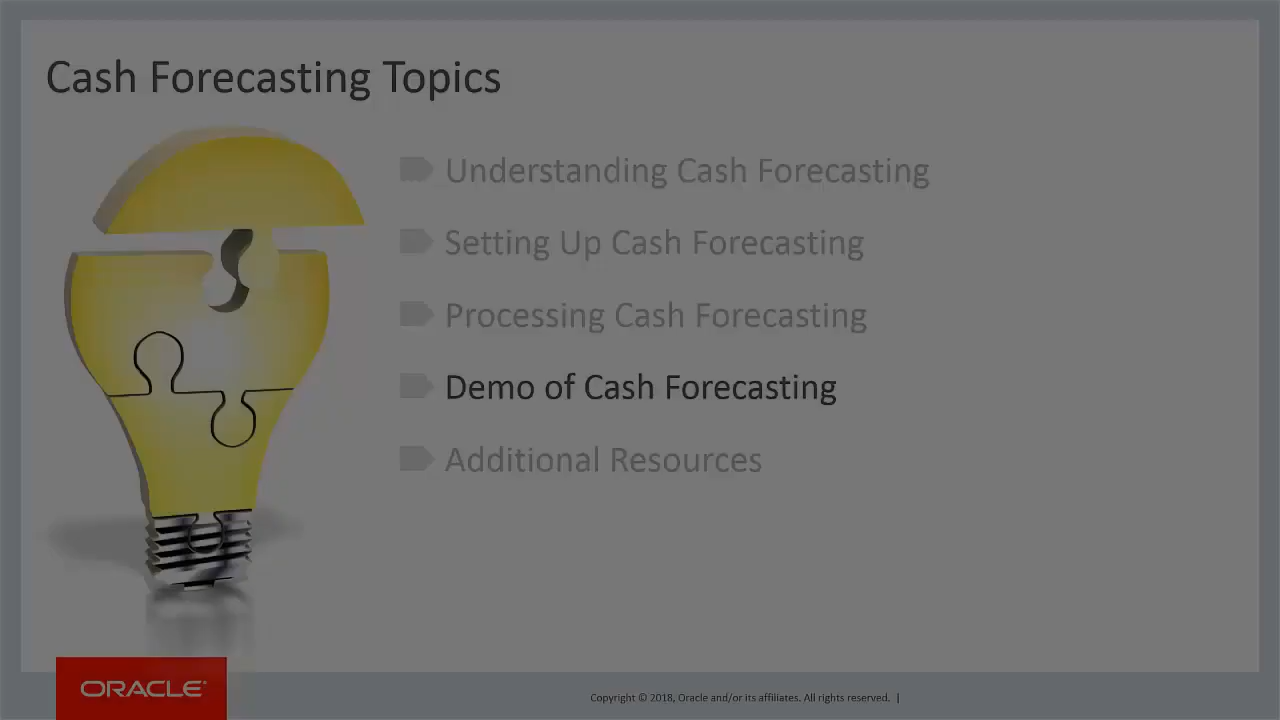 Cash Forecasting Topics
Understanding Cash Forecasting
Setting Up Cash Forecasting
Processing Cash Forecasting
Demo of Cash Forecasting
Additional Resources
ORACLE
Copyright © 2018, Oracle and/or its affiliates. All rights reserved. |